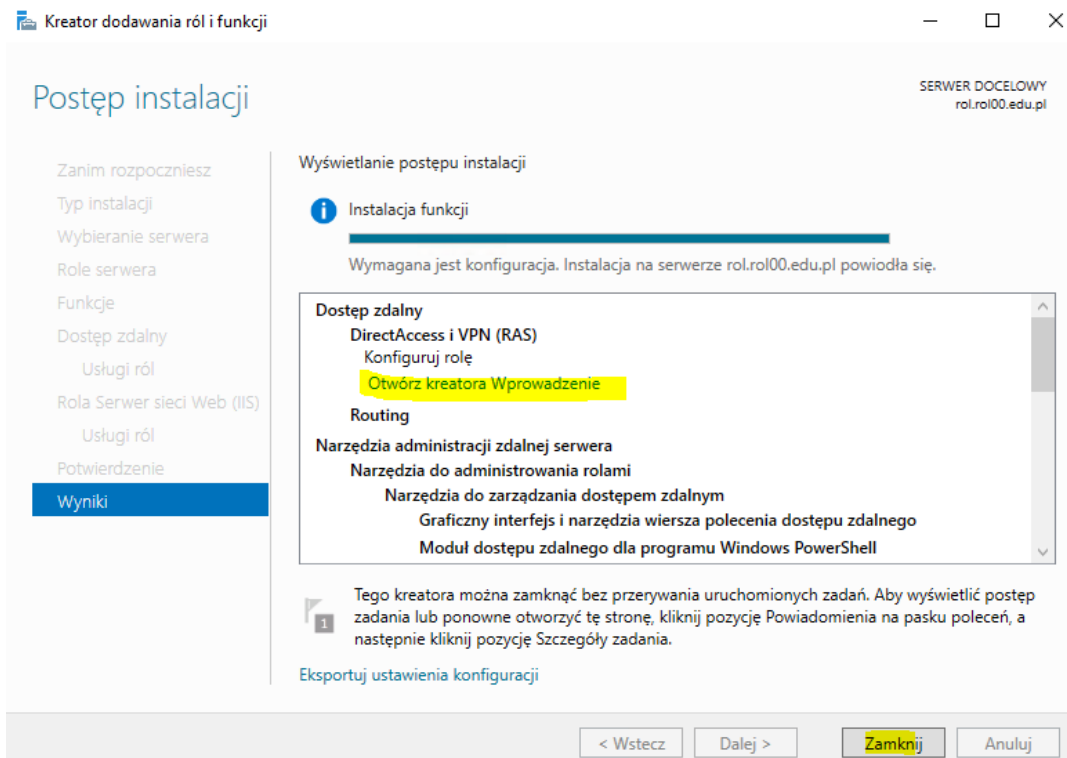 Kreator dodawania ról i funkcji
Postęp instalacji
SERWER DOCELOWY
rol.rol00.edu.pl
Zanim rozpoczniesz
Typ instalacji
Wybieranie serwera
Role serwera
Funkcje
Dostęp zdalny
Usługi ról
Rola Serwer sieci Web (IIS)
Usługi ról
Potwierdzenie
Wyniki
Wyświetlanie postępu instalacji
Instalacja funkcji
Wymagana jest konfiguracja. Instalacja na serwerze rol.rol00.edu.pl powiodła się.
Dostęp zdalny
DirectAccess i VPN (RAS)
Konfiguruj rolę
Otwórz kreatora Wprowadzenie
Routing
Narzędzia administracji zdalnej serwera
Narzędzia do administrowania rolami
Narzędzia do zarządzania dostępem zdalnym
Graficzny interfejs i narzędzia wiersza polecenia dostępu zdalnego
Moduł dostępu zdalnego dla programu Windows PowerShell
1
Tego kreatora można zamknąć bez przerywania uruchomionych zadań. Aby wyświetlić postęp
zadania lub ponowne otworzyć tę stronę, kliknij pozycję Powiadomienia na pasku poleceń, a
następnie kliknij pozycję Szczegóły zadania.
Eksportuj ustawienia konfiguracji
< Wstecz
Dalej >
Zamknij
Anuluj